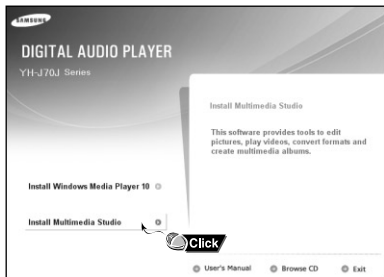 SAMSUNG
DIGITAL AUDIO PLAYER
YH-J70J Series
Install Multimedia Studio
This software provides tools to edit
pictures, play videos, convert formats and
create multimedia albums.
Install Windows Media Player 10
Install Multimedia Studio
Click
User's Manual
Browse CD
Exit